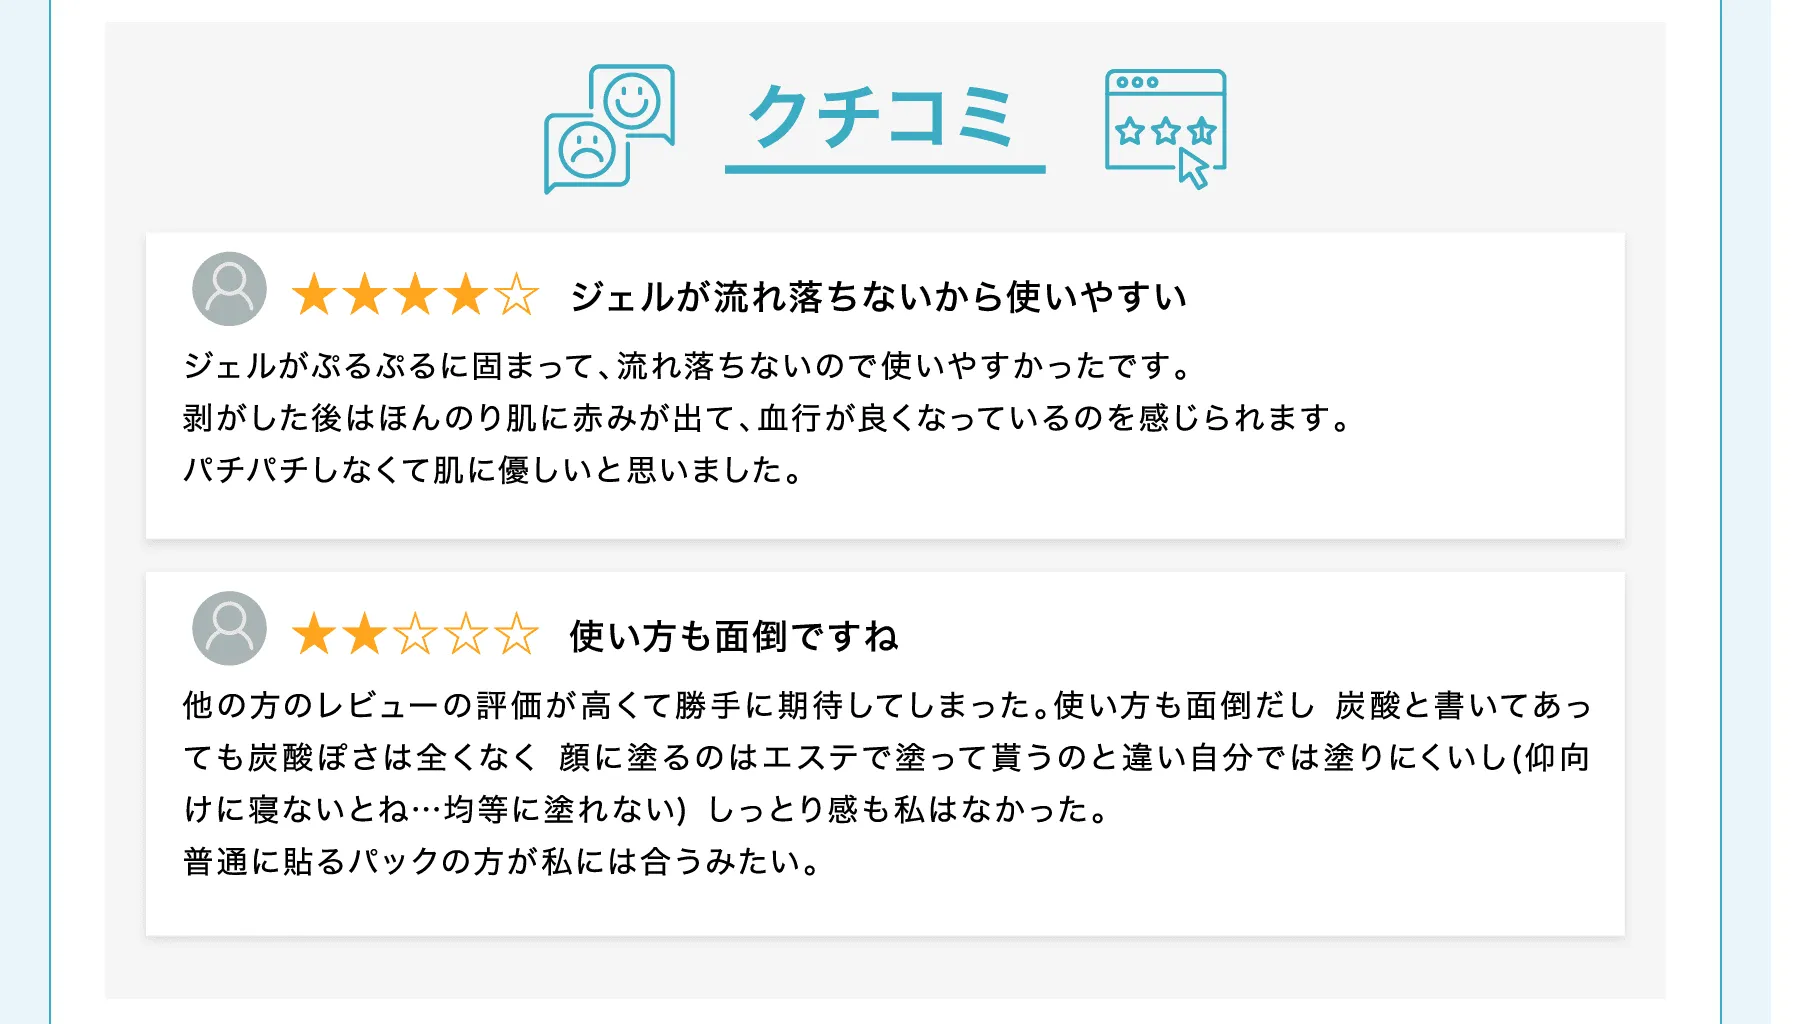 クチコミ
★★★★☆ ジェルが流れ落ちないから使いやすい
ジェルがぷるぷるに固まって、流れ落ちないので使いやすかったです。
剥がした後はほんのり肌に赤みが出て、血行が良くなっているのを感じられます。
パチパチしなくて肌に優しいと思いました。
★★☆☆☆ 使い方も面倒ですね
他の方のレビューの評価が高くて勝手に期待してしまった。使い方も面倒だし 炭酸と書いてあっ
ても炭酸ぽさは全くなく 顔に塗るのはエステで塗って貰うのと違い自分では塗りにくいし(仰向
けに寝ないとね…均等に塗れない) しっとり感も私はなかった。
普通に貼るパックの方が私には合うみたい。